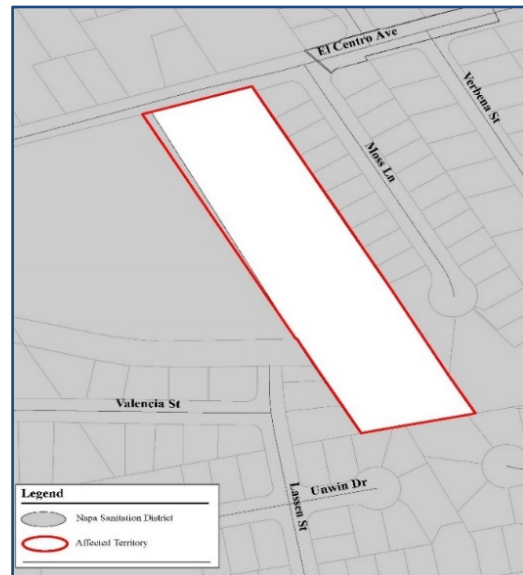 El Centro Ave
Verbena St
Moss Ln
Valencia St
Lassen St
Unwin Dr
Legend
Napa Sanitation District
Affected Territory